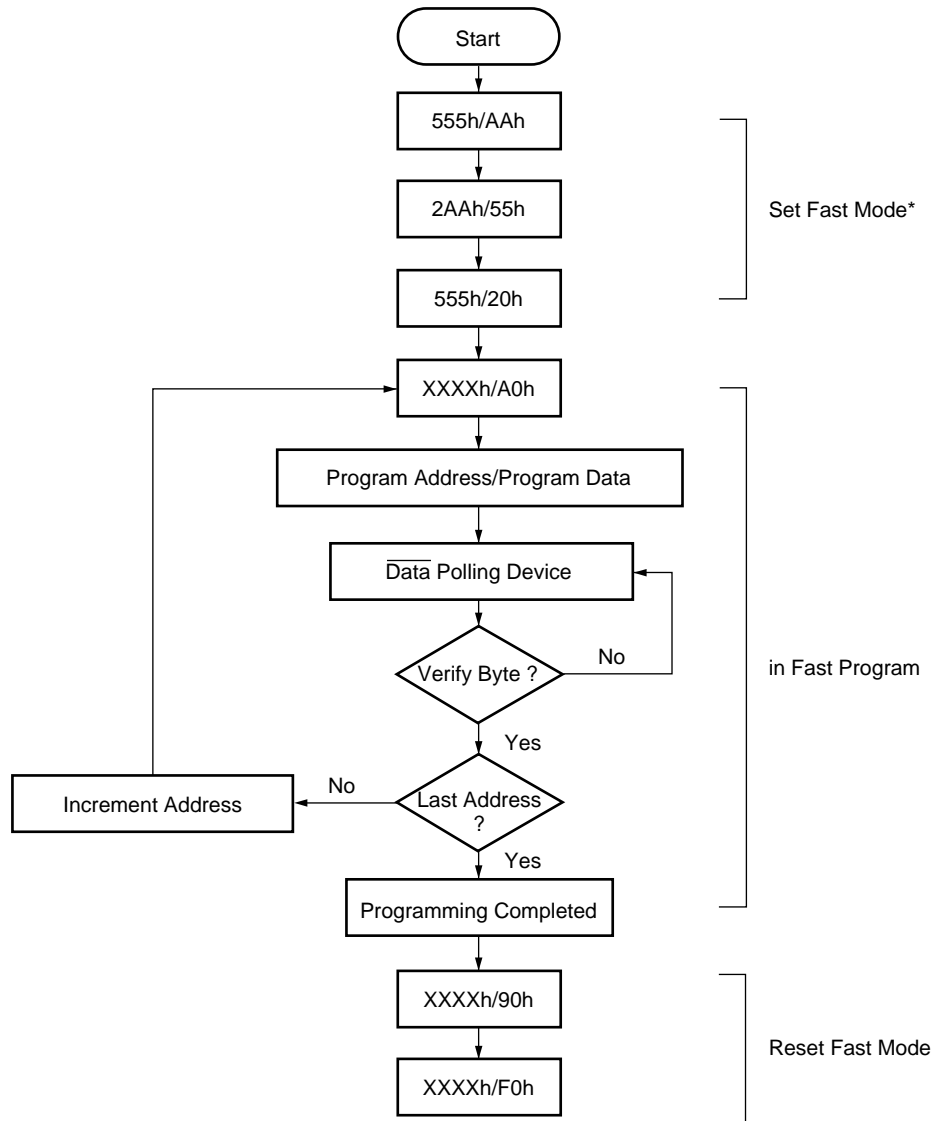 Start
555h/AAh
2AAh/55h
Set Fast Mode*
555h/20h
XXXXh/A0h
Program Address/Program Data
Data Polling Device
Verify Byte ?
No
in Fast Program
Yes
Last Address
?
No
Increment Address
Yes
Programming Completed
XXXXh/90h
Reset Fast Mode
XXXXh/F0h